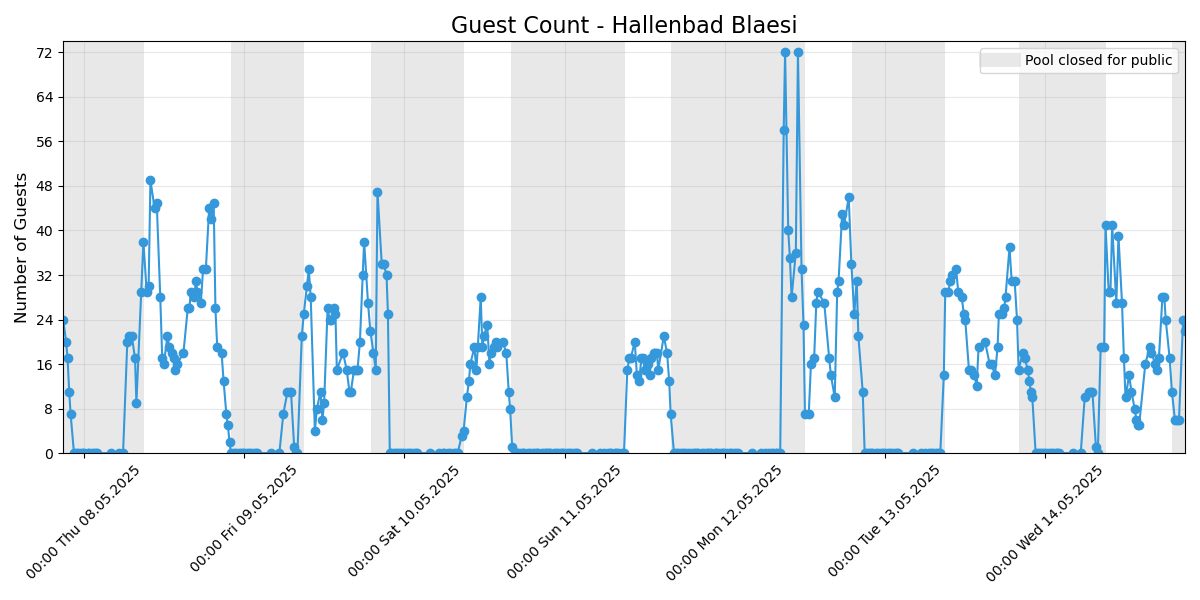 Guest Count - Hallenbad Blaesi
Pool closed for public
Number of Guests
72
64
56
48
40
32
24
16
8
0
00:00 Thu 08.05.2025
00:00 Fri 09.05.2025
00:00 Sat 10.05.2025
00:00 Sun 11.05.2025
00:00 Mon 12.05.2025
00:00 Tue 13.05.2025
00:00 Wed 14.05.2025